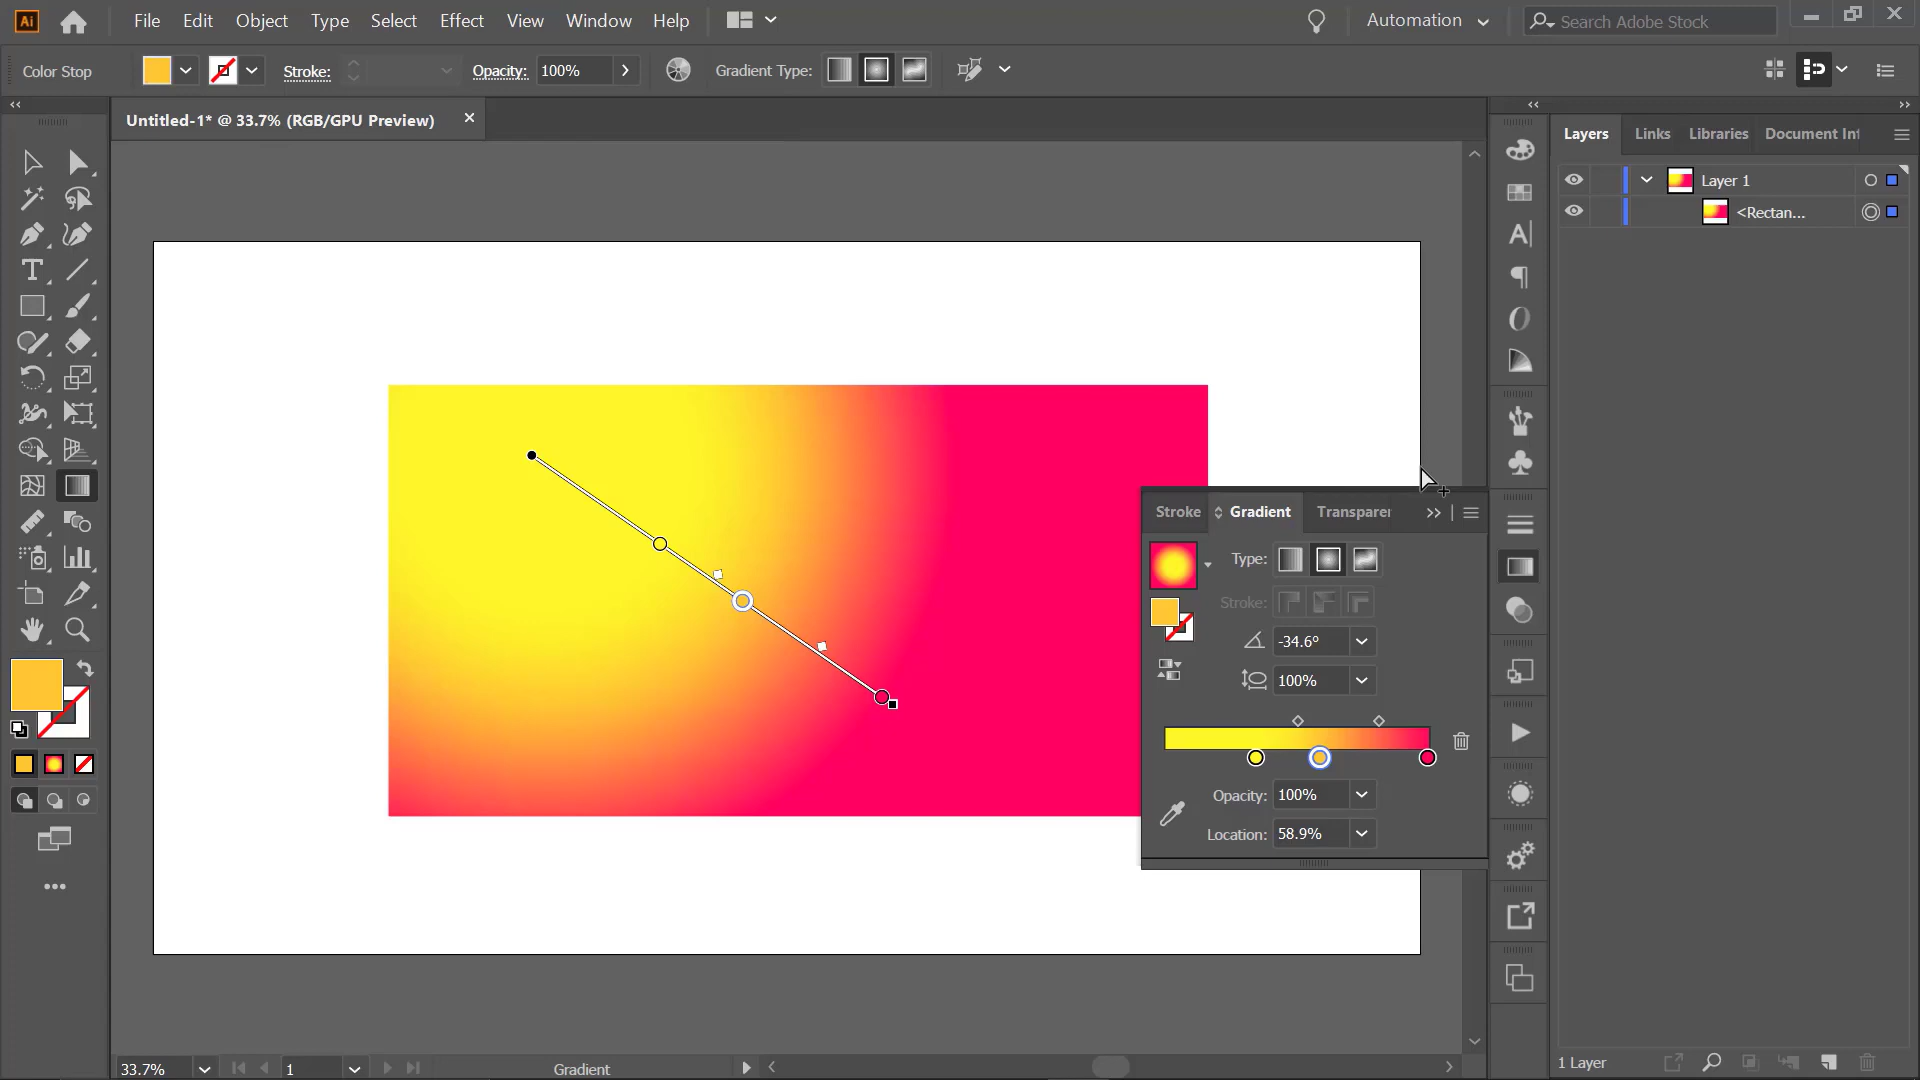 Ai File Edit Object Type Select Effect View Window Help Automation Search Adobe Stock
Color Stop Stroke: Opacity: 100% Gradient Type:
Untitled-1* @ 33.7% (RGB/GPU Preview)
Layers Links Libraries Document Inf
Layer 1
<Rectan...
Stroke Gradient Transparer
Type:
Stroke:
-34.6°
100%
Opacity: 100%
Location: 58.9%
33.7% 1 Gradient
1 Layer